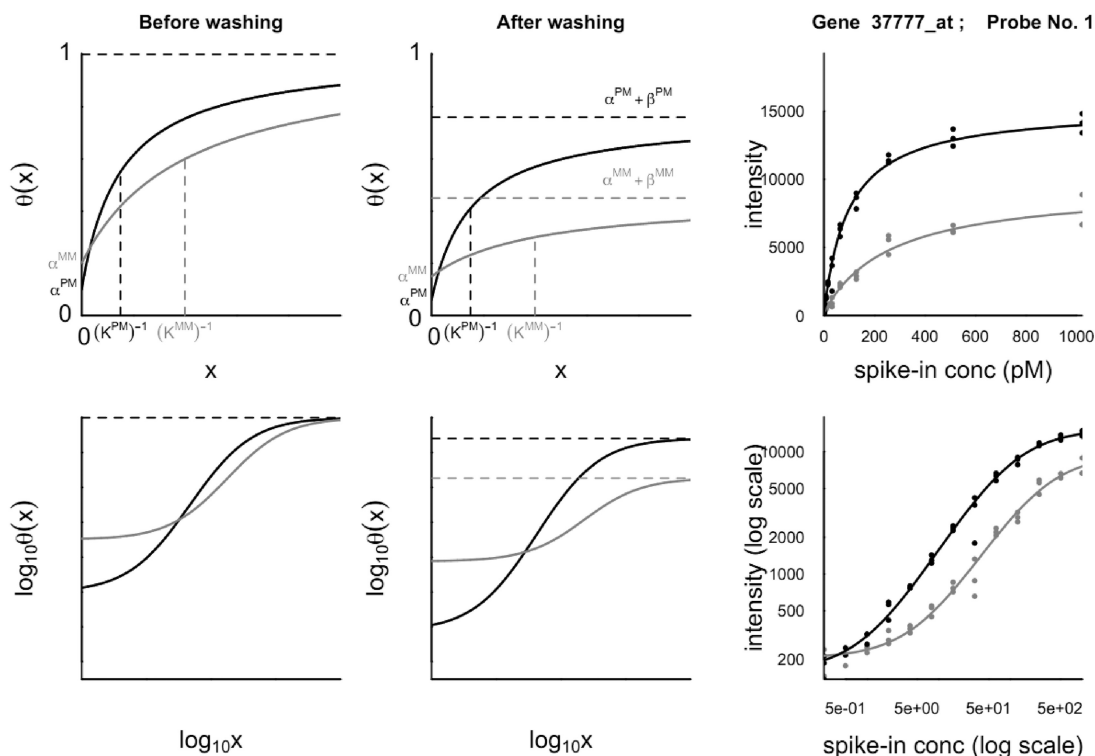 Before washing
After washing
Gene 37777_at ; Probe No. 1
1
θ(x)
α^MM
α^PM
0
0 (K^PM)⁻¹ (K^MM)⁻¹
x
1
α^PM + β^PM
α^MM + β^MM
θ(x)
α^MM
α^PM
0
0 (K^PM)⁻¹ (K^MM)⁻¹
x
intensity
15000
10000
5000
0
0 200 400 600 800 1000
spike-in conc (pM)
log₁₀θ(x)
log₁₀x
log₁₀θ(x)
log₁₀x
intensity (log scale)
10000
5000
2000
1000
500
200
5e-01 5e+00 5e+01 5e+02
spike-in conc (log scale)